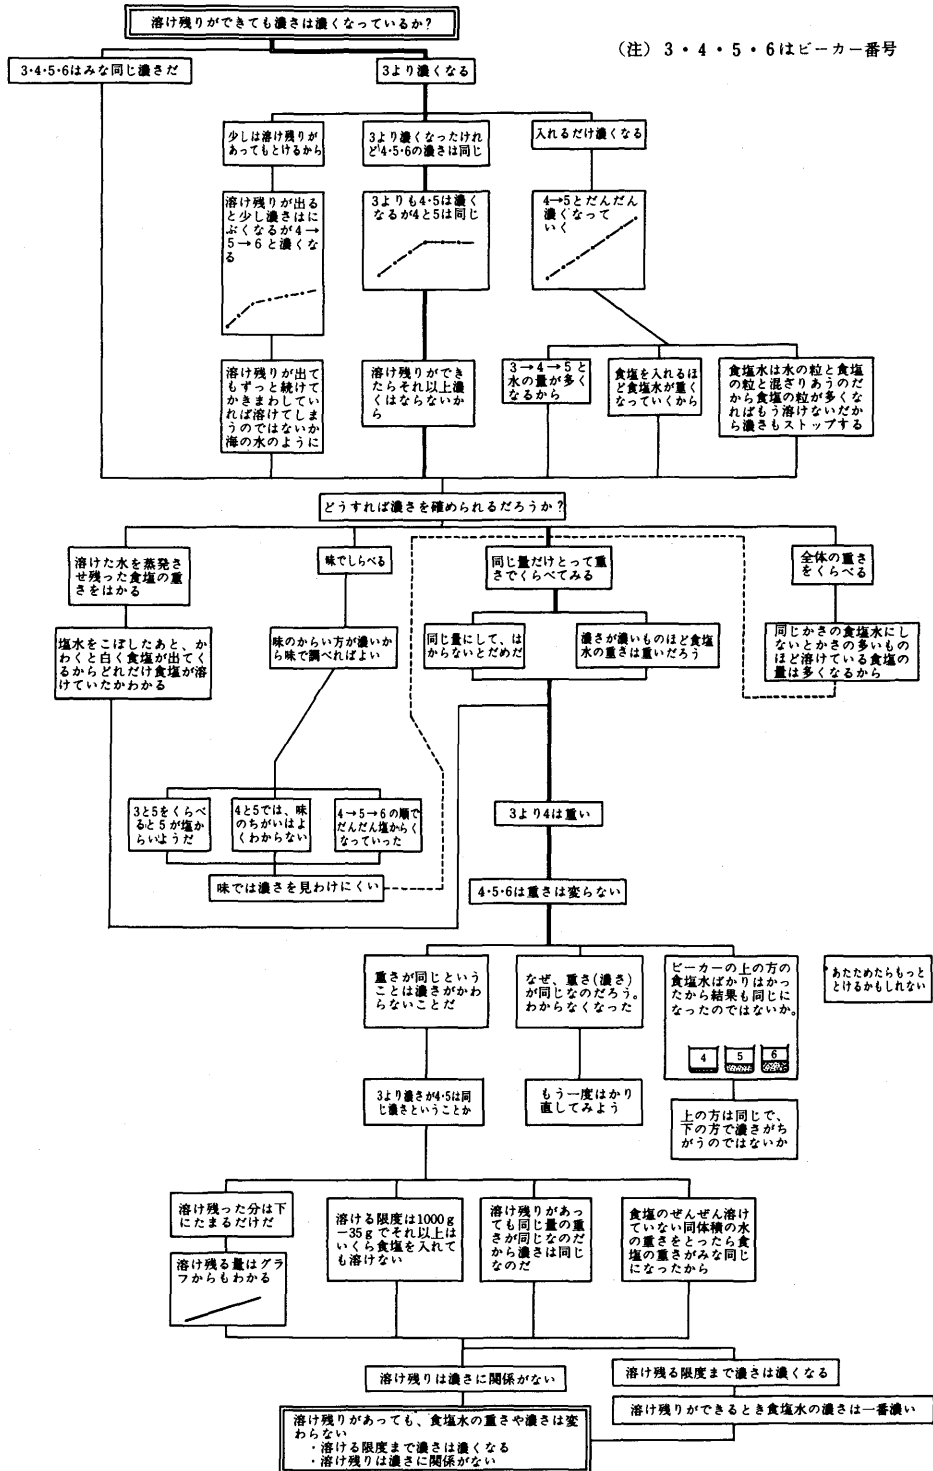 溶け残りができても濃さは濃くなっているか?
(注) 3・4・5・6はビーカー番号
3・4・5・6はみな同じ濃さだ
3より濃くなる
少しは溶け残りが
あってもとけるから
3より濃くなったけれ
ど4・5・6の濃さは同じ
入れるだけ濃くなる
溶け残りが出る
と少し濃さはに
ぶくなるが4→
5→6と濃くな
る
3よりも4・5は濃く
なるが4と5は同じ
4→5とだんだん
濃くなって
いく
溶け残りが出て
もずっと続けて
かきまわしてい
れば溶けてしま
うのではないか
海の水のように
溶け残りができ
たらそれ以上濃
くはならないか
ら
3→4→5と
水の量が多く
なるから
食塩を入れるほ
ど食塩水が重く
なっていくから
食塩水は水の粒と食塩
の粒と混ざりあうのだ
から食塩の粒が多くな
ればもう溶けないだか
ら濃さもストップする
どうすれば濃さを確められるだろうか?
溶けた水を蒸発さ
せ残った食塩の重
さをはかる
味でしらべる
同じ量だけとって重
さでくらべてみる
全体の重さ
をくらべる
塩水をこぼしたあと、か
わくと白く食塩が出てく
るからどれだけ食塩が溶
けていたかわかる
味のからい方が濃いか
ら味で調べればよい
同じ量にして、は
からないとだめだ
濃さが濃いものほど食塩
水の重さは重いだろう
同じかさの食塩水にし
ないとかさの多いもの
ほど溶けている食塩の
量は多くなるから
3と5をくらべ
ると5が塩か
らいようだ
4と5では、味
のちがいはよ
くわからない
4→5→6の順で
だんだん塩からく
なっていった
3より4は重い
味では濃さを見わけにくい
4・5・6は重さは変らない
重さが同じという
ことは濃さがかわ
らないことだ
なぜ、重さ(濃さ)
が同じなのだろう。
わからなくなった
ビーカーの上の方の
食塩水ばかりはかっ
たから結果も同じに
なったのではないか。
4 5 6
あたためたらもっと
とけるかもしれない
3より濃さが4・5は同
じ濃さということか
もう一度はかり
直してみよう
上の方は同じで、
下の方で濃さがち
がうのではないか
溶け残った分は下
にたまるだけだ
溶ける限度は1000g
−35gでそれ以上は
いくら食塩を入れて
も溶けない
溶け残りがあっ
ても同じ量の重
さが同じなのだ
から濃さは同じ
なのだ
食塩のぜんぜん溶け
ていない同体積の水
の重さをとったら食
塩の重さがみな同じ
になったから
溶け残る量はグラ
フからもわかる
溶け残りは濃さに関係がない
溶け残る限度まで濃さは濃くなる
溶け残りができるとき食塩水の濃さは一番濃い
溶け残りがあっても、食塩水の重さや濃さは変
わらない
・溶ける限度まで濃さは濃くなる
・溶け残りは濃さに関係がない